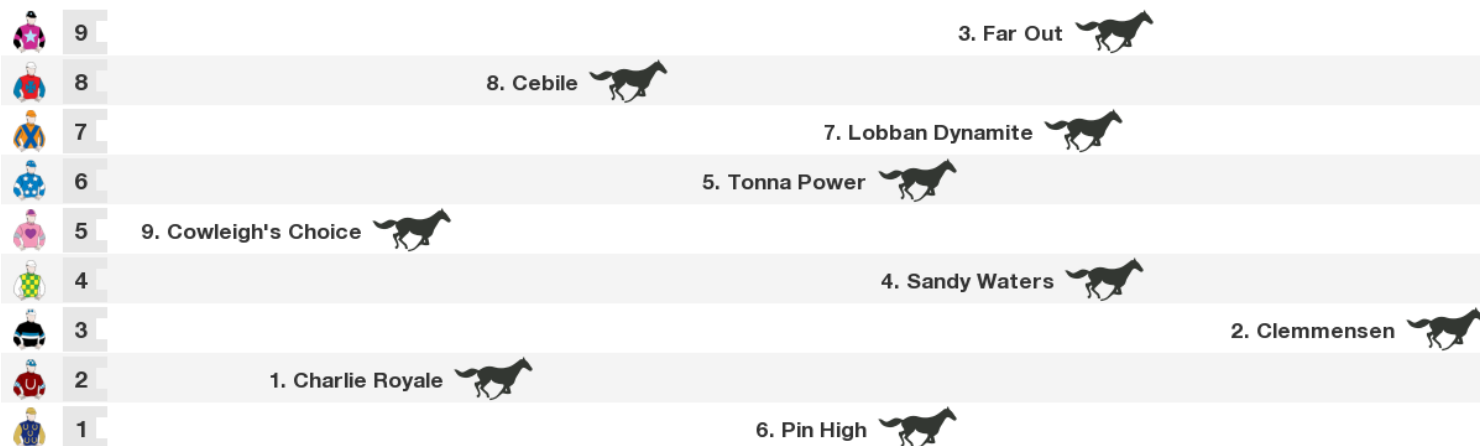 9 3. Far Out
8 8. Cebile
7 7. Lobban Dynamite
6 5. Tonna Power
5 9. Cowleigh's Choice
4 4. Sandy Waters
3 2. Clemmensen
2 1. Charlie Royale
1 6. Pin High